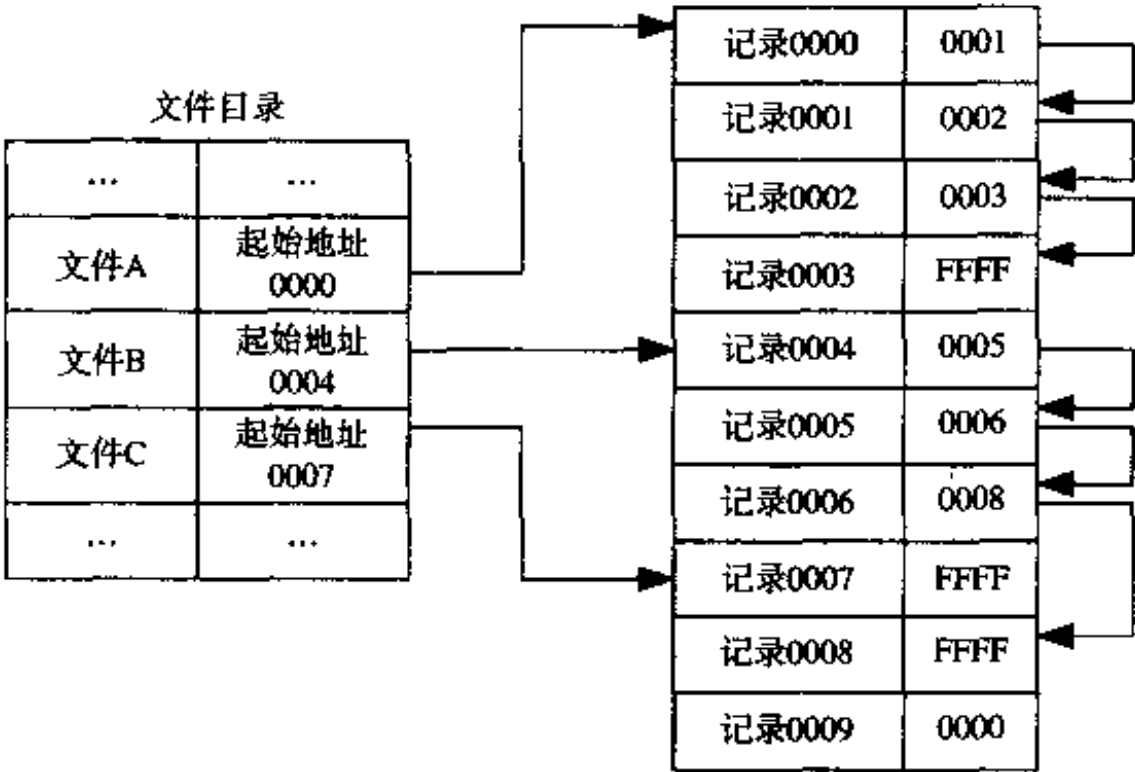 文件目录
... ...
文件A 起始地址
0000
文件B 起始地址
0004
文件C 起始地址
0007
... ...
记录0000 0001
记录0001 0002
记录0002 0003
记录0003 FFFF
记录0004 0005
记录0005 0006
记录0006 0008
记录0007 FFFF
记录0008 FFFF
记录0009 0000